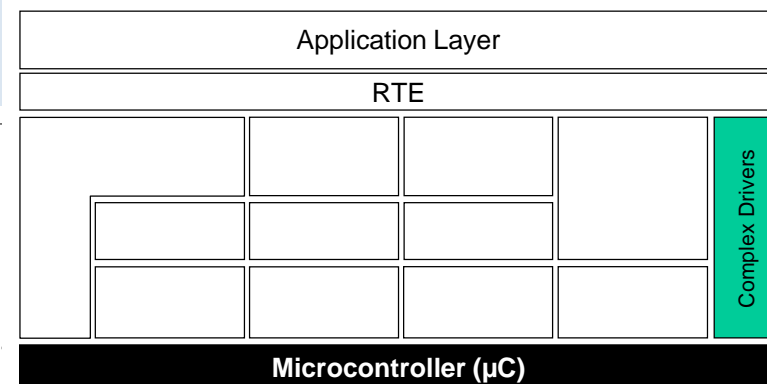 Application Layer
RTE
Complex Drivers
Microcontroller (µC)